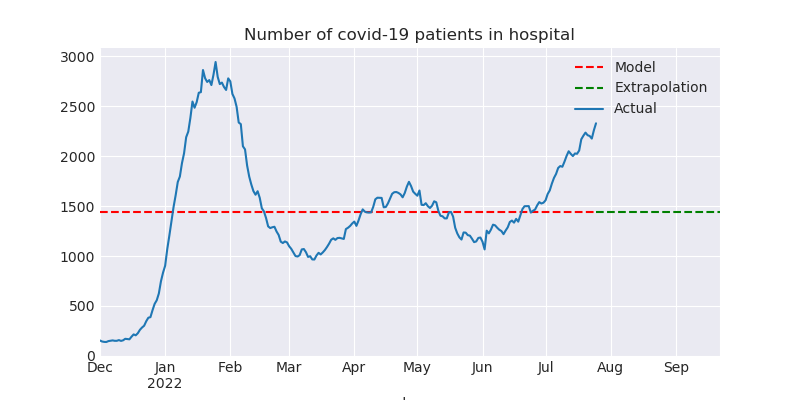 Number of covid-19 patients in hospital
3000
2500
2000
1500
1000
500
0
Model
Extrapolation
Actual
Dec Jan Feb Mar Apr May Jun Jul Aug Sep
2022